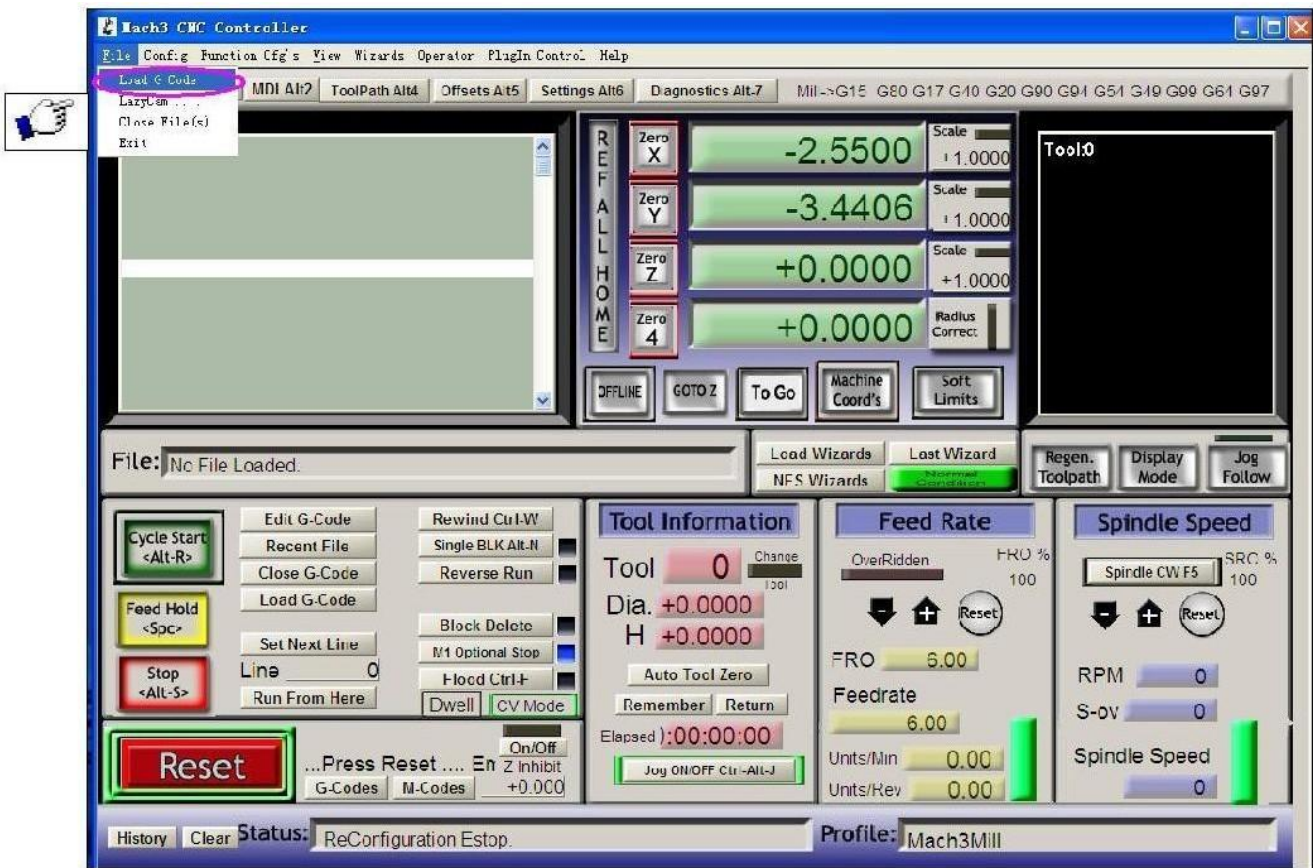 Mach3 CNC Controller
File Config Function Cfg's View Wizards Operator PlugIn Control Help
Load G-Code
LazyCam ....
Close File(s)
Exit
MDI Alt2 ToolPath Alt4 Offsets Alt5 Settings Alt6 Diagnostics Alt-7 Mill->G15 G80 G17 G40 G20 G90 G94 G54 G49 G99 G64 G97
REF ALL HOME
Zero X -2.5500 Scale +1.0000
Zero Y -3.4406 Scale +1.0000
Zero Z +0.0000 Scale +1.0000
Zero 4 +0.0000 Radius Correct
Tool:0
OFFLINE GOTO Z To Go Machine Coord's Soft Limits
File: No File Loaded.
Load Wizards Last Wizard
NFS Wizards Normal Condition
Regen. Toolpath Display Mode Jog Follow
Cycle Start
<Alt-R>
Feed Hold
<Spc>
Stop
<Alt-S>
Edit G-Code
Recent File
Close G-Code
Load G-Code
Set Next Line
Line 0
Run From Here
Rewind Ctrl-W
Single BLK Alt-N
Reverse Run
Block Delete
M1 Optional Stop
Flood Ctrl-F
Dwell CV Mode
Reset
...Press Reset .... Em
G-Codes M-Codes
On/Off
Z Inhibit
+0.000
Tool Information
Tool 0 Change Tool
Dia. +0.0000
H +0.0000
Auto Tool Zero
Remember Return
Elapsed ):00:00:00
Jog ON/OFF Ctrl-Alt-J
Feed Rate
OverRidden FRO %
100
Reset
FRO 6.00
Feedrate
6.00
Units/Min 0.00
Units/Rev 0.00
Spindle Speed
Spindle CW F5 SRO %
100
Reset
RPM 0
S-ov 0
Spindle Speed
0
History Clear Status: ReConfiguration Estop. Profile: Mach3Mill